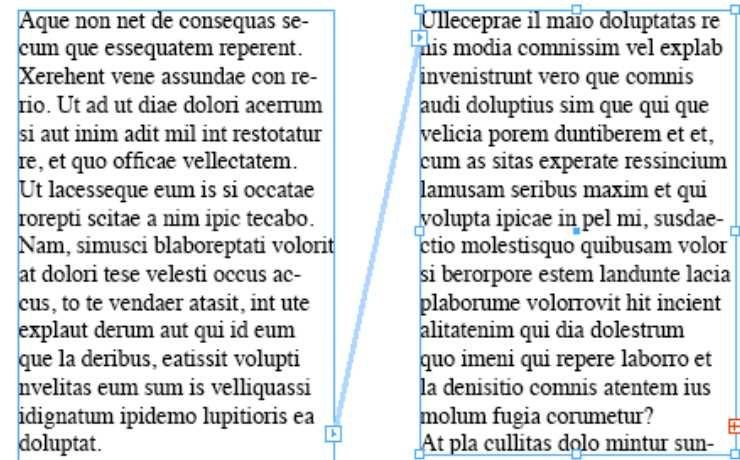 Aque non net de consequas se-
cum que essequatem reperent.
Xerehent vene assundae con re-
rio. Ut ad ut diae dolori acerrum
si aut inim adit mil int restotatur
re, et quo officae vellectatem.
Ut lacesseque eum is si occatae
rorepti scitae a nim ipic tecabo.
Nam, simusci blaboreptati volorit
at dolori tese velesti occus ac-
cus, to te vendaer atasit, int ute
explaut derum aut qui id eum
que la deribus, eatissit volupti
nvelitas eum sum is velliquassi
idignatum ipidemo lupitioris ea
doluptat.
Ulleceprae il maio doluptatas re
nis modia comnissim vel explab
invenistrunt vero que comnis
audi doluptius sim que qui que
velicia porem duntiberem et et,
cum as sitas experate ressincium
lamusam seribus maxim et qui
volupta ipicae in pel mi, susdae-
ctio molestisquo quibusam volor
si berorpore estem landunte lacia
plaborume volorrovit hit incient
alitatenim qui dia dolestrum
quo imeni qui repere laborro et
la denisitio comnis atentem ius
molum fugia corumetur?
At pla cullitas dolo mintur sun-